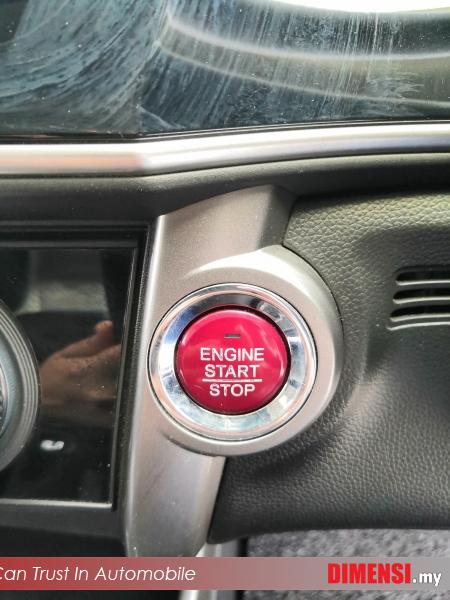 ENGINE
START
STOP
Can Trust In Automobile
DIMENSI.my